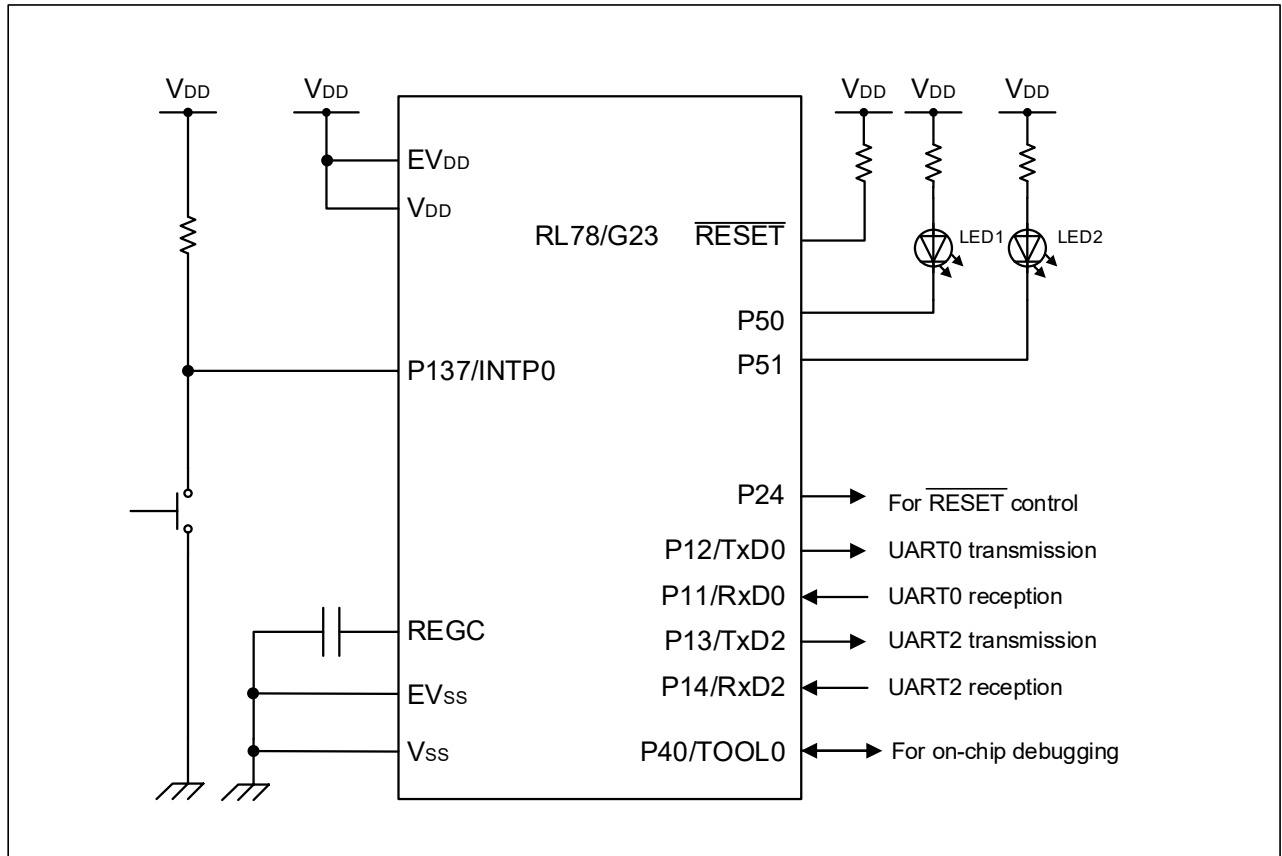 VDD
VDD
VDD
VDD
VDD
EVDD
VDD
RL78/G23
RESET
LED1
LED2
P50
P51
P137/INTP0
P24
For RESET control
P12/TxD0
UART0 transmission
P11/RxD0
UART0 reception
REGC
P13/TxD2
UART2 transmission
P14/RxD2
UART2 reception
EVss
Vss
P40/TOOL0
For on-chip debugging